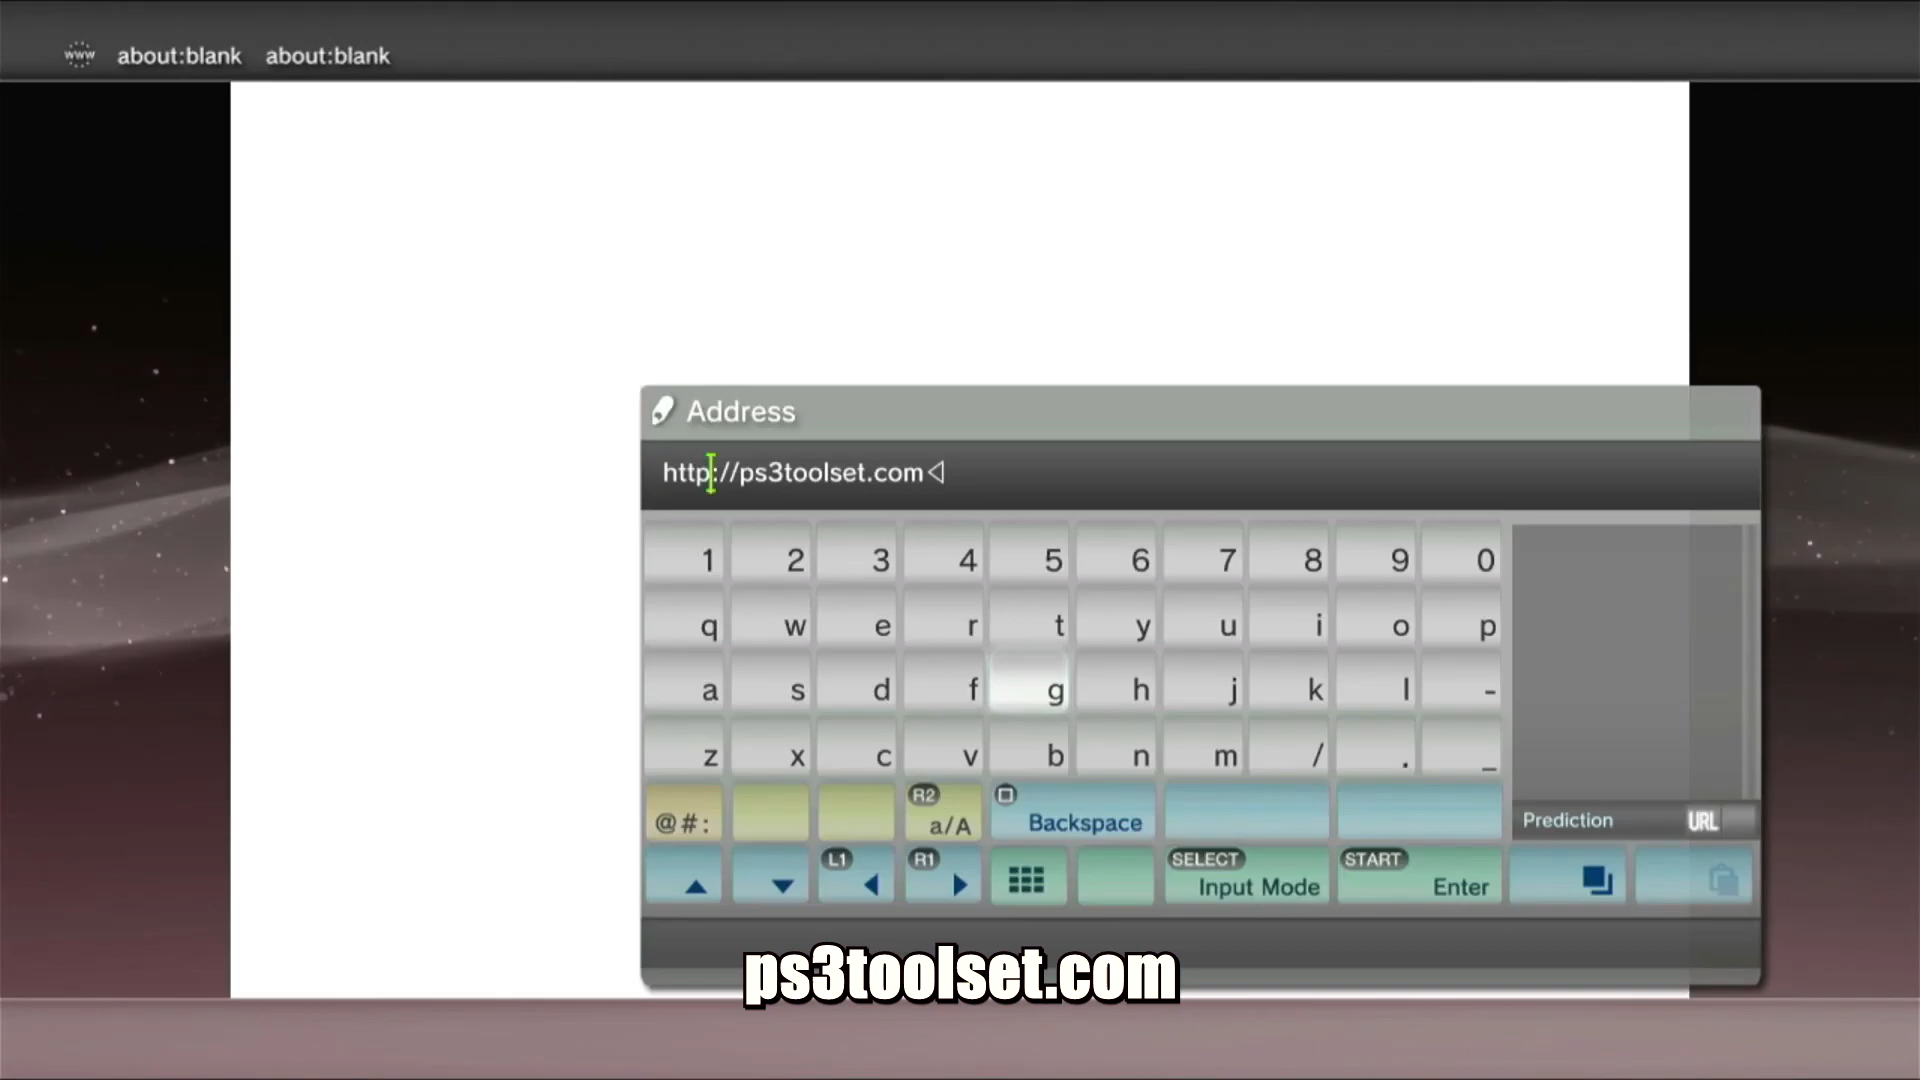 www about:blank about:blank
Address
http://ps3toolset.com
1 2 3 4 5 6 7 8 9 0
q w e r t y u i o p
a s d f g h j k l -
z x c v b n m / . _
@#: R2 a/A Backspace
Prediction URL
L1 R1 SELECT Input Mode START Enter
ps3toolset.com